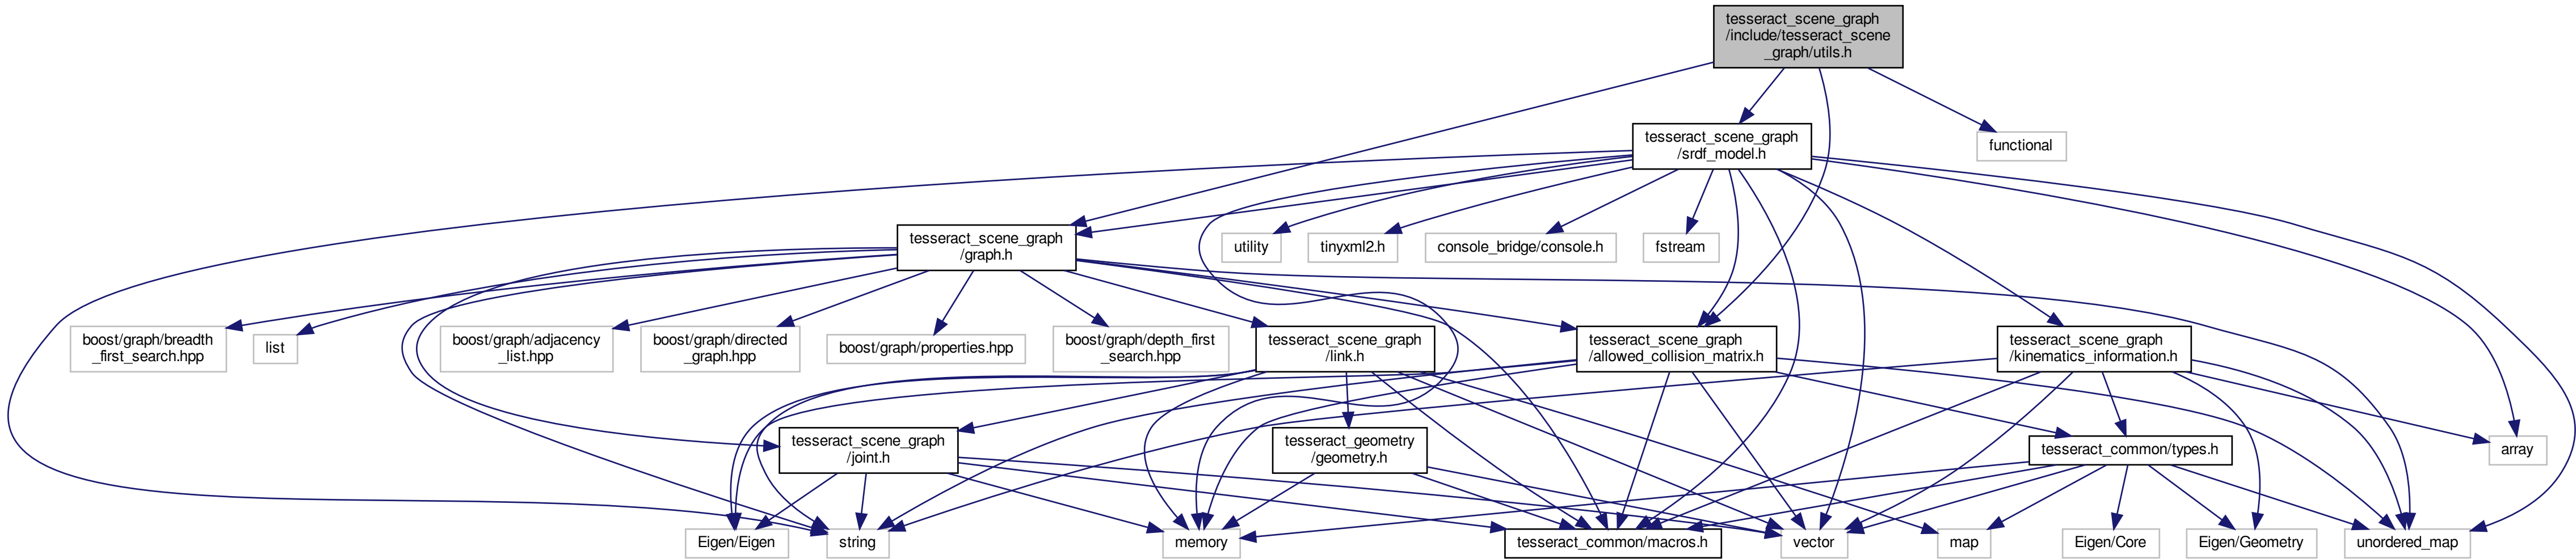 tesseract_scene_graph
/include/tesseract_scene
_graph/utils.h
tesseract_scene_graph
/srdf_model.h
functional
tesseract_scene_graph
/graph.h
utility
tinyxml2.h
console_bridge/console.h
fstream
boost/graph/breadth
_first_search.hpp
list
boost/graph/adjacency
_list.hpp
boost/graph/directed
_graph.hpp
boost/graph/properties.hpp
boost/graph/depth_first
_search.hpp
tesseract_scene_graph
/link.h
tesseract_scene_graph
/allowed_collision_matrix.h
tesseract_scene_graph
/kinematics_information.h
tesseract_scene_graph
/joint.h
tesseract_geometry
/geometry.h
tesseract_common/types.h
array
Eigen/Eigen
string
memory
tesseract_common/macros.h
vector
map
Eigen/Core
Eigen/Geometry
unordered_map